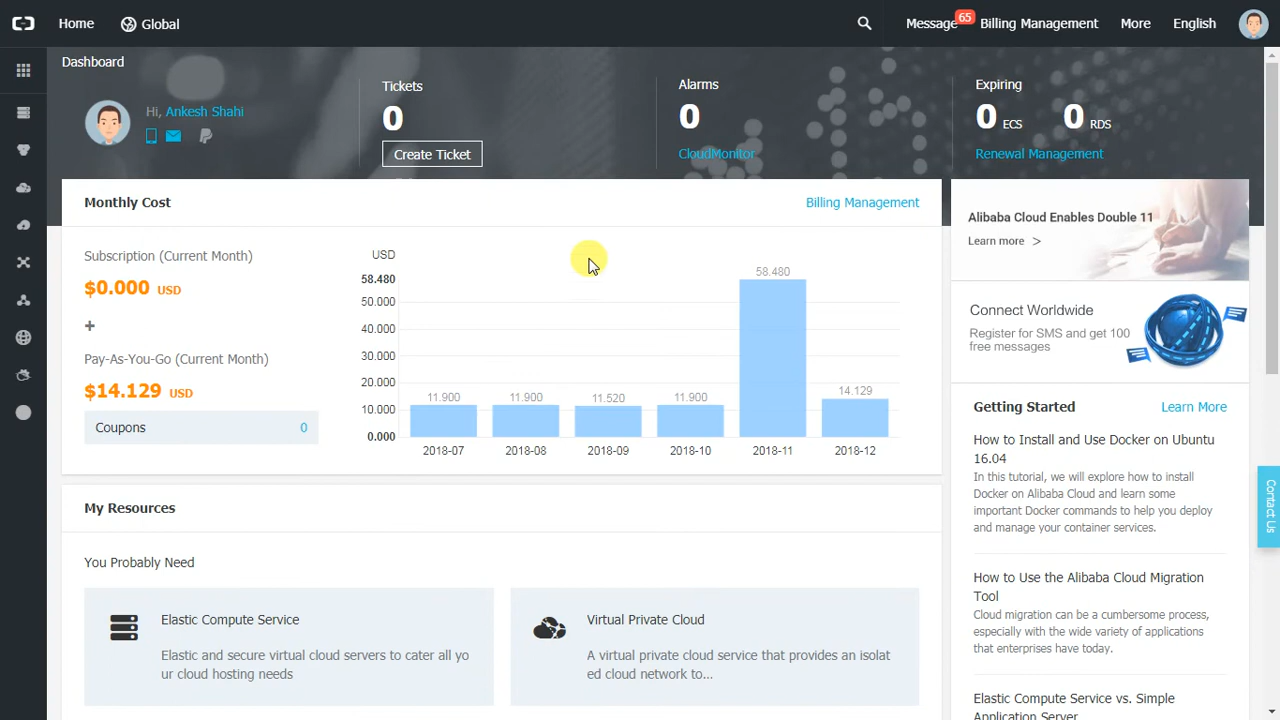 Home
Global
Message
65
Billing Management
More
English
Dashboard
Hi, Ankesh Shahi
Tickets
0
Create Ticket
Alarms
0
CloudMonitor
Expiring
0 ECS
0 RDS
Renewal Management
Monthly Cost
Billing Management
Subscription (Current Month)
$0.000 USD
+
Pay-As-You-Go (Current Month)
$14.129 USD
Coupons
0
USD
58.480
50.000
40.000
30.000
20.000
10.000
0.000
11.900
11.900
11.520
11.900
58.480
14.129
2018-07
2018-08
2018-09
2018-10
2018-11
2018-12
Alibaba Cloud Enables Double 11
Learn more >
Connect Worldwide
Register for SMS and get 100
free messages
Getting Started
Learn More
How to Install and Use Docker on Ubuntu
16.04
In this tutorial, we will explore how to install
Docker on Alibaba Cloud and learn some
important Docker commands to help you deploy
and manage your container services.
How to Use the Alibaba Cloud Migration
Tool
Cloud migration can be a cumbersome process,
especially with the wide variety of applications
that enterprises have today.
Elastic Compute Service vs. Simple
Application Server
Contact Us
My Resources
You Probably Need
Elastic Compute Service
Elastic and secure virtual cloud servers to cater all yo
ur cloud hosting needs
Virtual Private Cloud
A virtual private cloud service that provides an isolat
ed cloud network to...